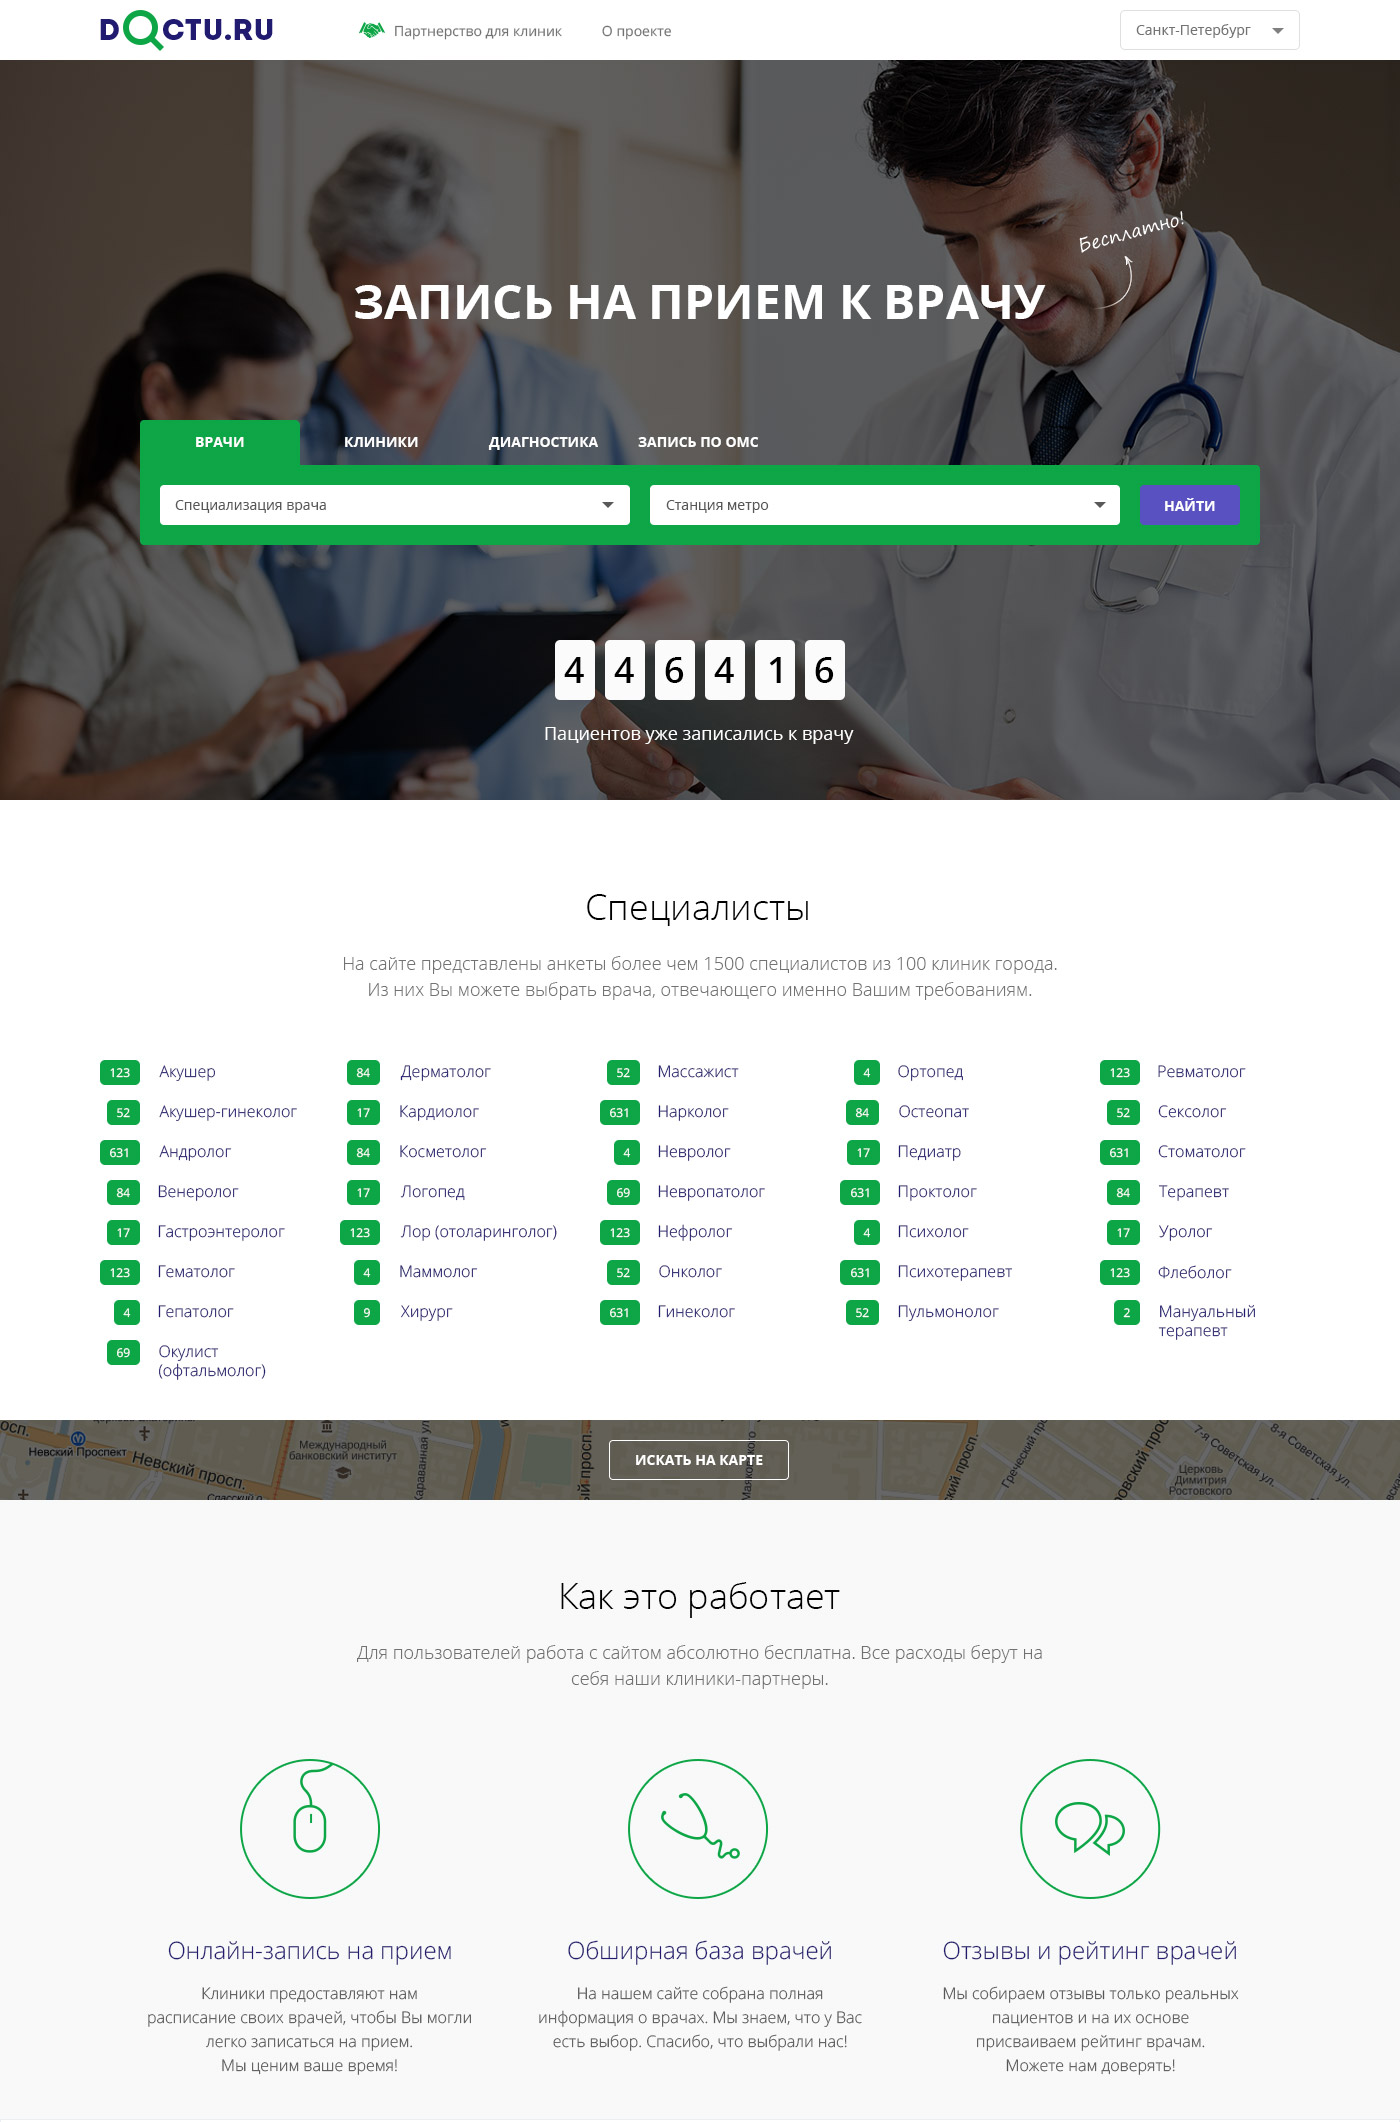 DOCTU.RU
Партнерство для клиник
О проекте
Санкт-Петербург
Бесплатно!
ЗАПИСЬ НА ПРИЕМ К ВРАЧУ
ВРАЧИ
КЛИНИКИ
ДИАГНОСТИКА
ЗАПИСЬ ПО ОМС
Специализация врача
Станция метро
НАЙТИ
4 4 6 4 1 6
Пациентов уже записались к врачу
Специалисты
На сайте представлены анкеты более чем 1500 специалистов из 100 клиник города.
Из них Вы можете выбрать врача, отвечающего именно Вашим требованиям.
123 Акушер
52 Акушер-гинеколог
631 Андролог
84 Венеролог
17 Гастроэнтеролог
123 Гематолог
4 Гепатолог
69 Окулист
(офтальмолог)
84 Дерматолог
17 Кардиолог
84 Косметолог
17 Логопед
123 Лор (отоларинголог)
4 Маммолог
9 Хирург
52 Массажист
631 Нарколог
4 Невролог
69 Невропатолог
123 Нефролог
52 Онколог
631 Гинеколог
4 Ортопед
84 Остеопат
17 Педиатр
631 Проктолог
4 Психолог
631 Психотерапевт
52 Пульмонолог
123 Ревматолог
52 Сексолог
631 Стоматолог
84 Терапевт
17 Уролог
123 Флеболог
2 Мануальный
терапевт
Невский Проспект
Невский просп.
Международный
банковский институт
Караванная ул
ИСКАТЬ НА КАРТЕ
Греческий
7-я Советская ул.
8-я Советская ул.
Церковь
Димитрия
Ростовского
Как это работает
Для пользователей работа с сайтом абсолютно бесплатна. Все расходы берут на
себя наши клиники-партнеры.
Онлайн-запись на прием
Клиники предоставляют нам
расписание своих врачей, чтобы Вы могли
легко записаться на прием.
Мы ценим ваше время!
Обширная база врачей
На нашем сайте собрана полная
информация о врачах. Мы знаем, что у Вас
есть выбор. Спасибо, что выбрали нас!
Отзывы и рейтинг врачей
Мы собираем отзывы только реальных
пациентов и на их основе
присваиваем рейтинг врачам.
Можете нам доверять!